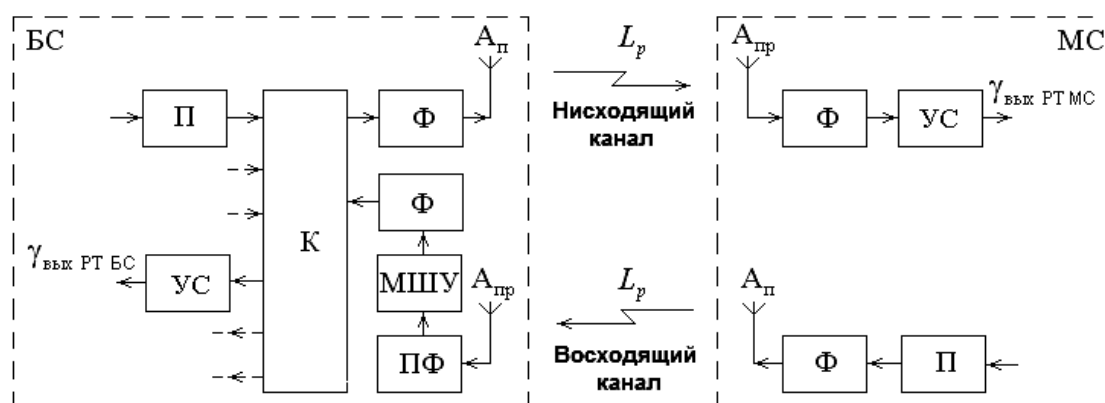 БС
П
К
Ф
Aп
Ф
МШУ
ПФ
Aпр
УС
γвых РТ БС
Lp
Нисходящий
канал
Lp
Восходящий
канал
МС
Aпр
Ф
УС
γвых РТ МС
Aп
Ф
П